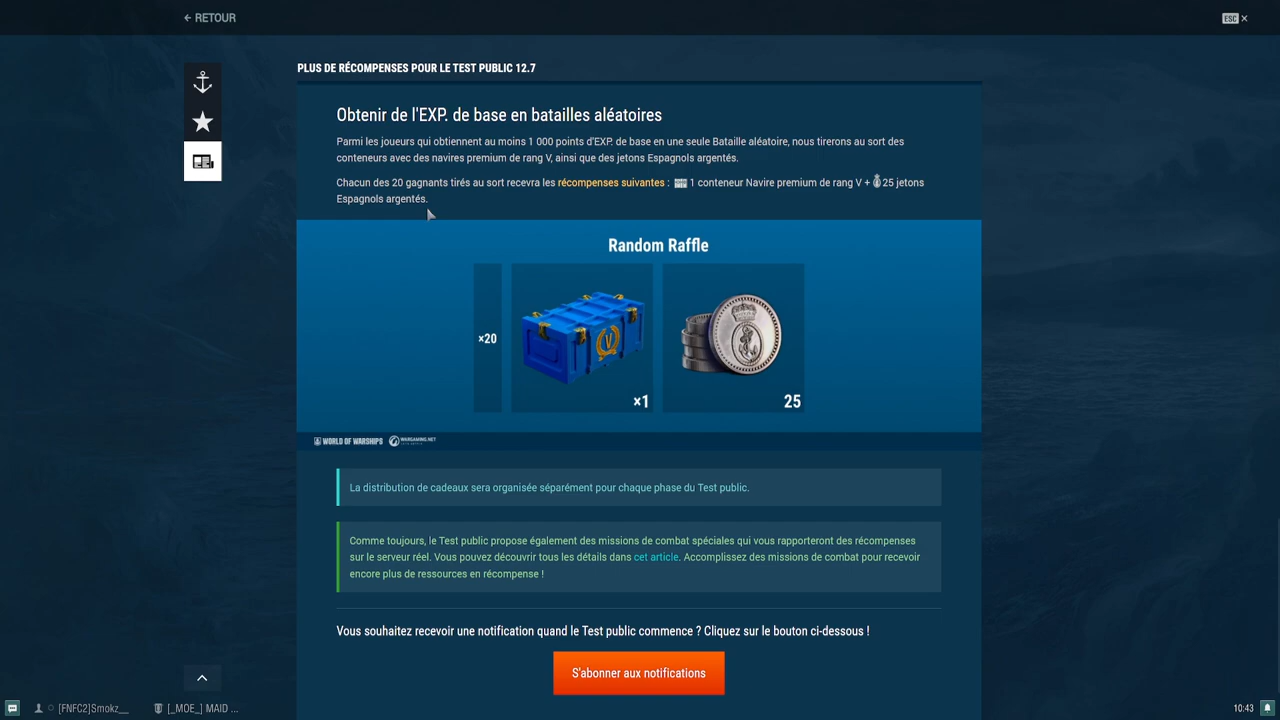 ← RETOUR
ESC ×
PLUS DE RÉCOMPENSES POUR LE TEST PUBLIC 12.7
Obtenir de l'EXP. de base en batailles aléatoires
Parmi les joueurs qui obtiennent au moins 1 000 points d'EXP. de base en une seule Bataille aléatoire, nous tirerons au sort des
conteneurs avec des navires premium de rang V, ainsi que des jetons Espagnols argentés.
Chacun des 20 gagnants tirés au sort recevra les récompenses suivantes : 1 conteneur Navire premium de rang V + 25 jetons
Espagnols argentés.
Random Raffle
×20
V
×1
25
WORLD OF WARSHIPS WARGAMING.NET
La distribution de cadeaux sera organisée séparément pour chaque phase du Test public.
Comme toujours, le Test public propose également des missions de combat spéciales qui vous rapporteront des récompenses
sur le serveur réel. Vous pouvez découvrir tous les détails dans cet article. Accomplissez des missions de combat pour recevoir
encore plus de ressources en récompense !
Vous souhaitez recevoir une notification quand le Test public commence ? Cliquez sur le bouton ci-dessous !
S'abonner aux notifications
[FNFC2]Smokz__
[_MOE_] MAID ...
10:43